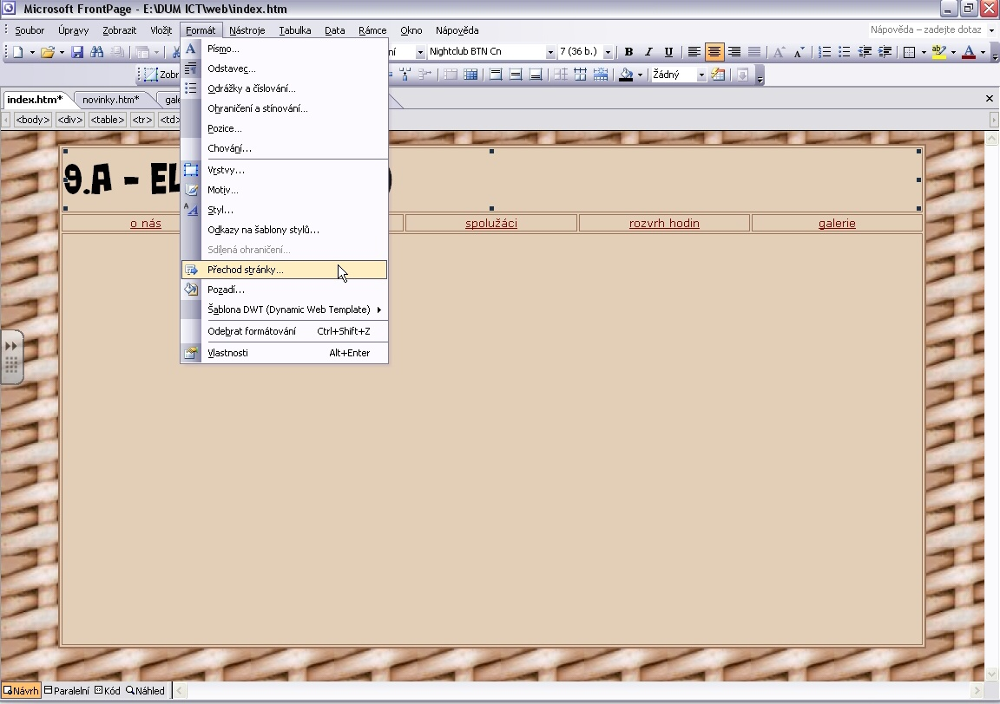 Microsoft FrontPage - E:\DUM ICT\web\index.htm
Soubor Úpravy Zobrazit Vložit Formát Nástroje Tabulka Data Rámce Okno Nápověda Nápověda – zadejte dotaz
Nightclub BTN Cn 7 (36 b.) B I U
Zobr Žádný
index.htm* novinky.htm* gale
<body> <div> <table> <tr> <td>
Písmo...
Odstavec...
Odrážky a číslování...
Ohraničení a stínování...
Pozice...
Chování...
Vrstvy...
Motiv...
Styl...
Odkazy na šablony stylů...
Sdílená ohraničení...
Přechod stránky...
Pozadí...
Šablona DWT (Dynamic Web Template)
Odebrat formátování Ctrl+Shift+Z
Vlastnosti Alt+Enter
9.A - EL )
o nás spolužáci rozvrh hodin galerie
Návrh Paralelní Kód Náhled